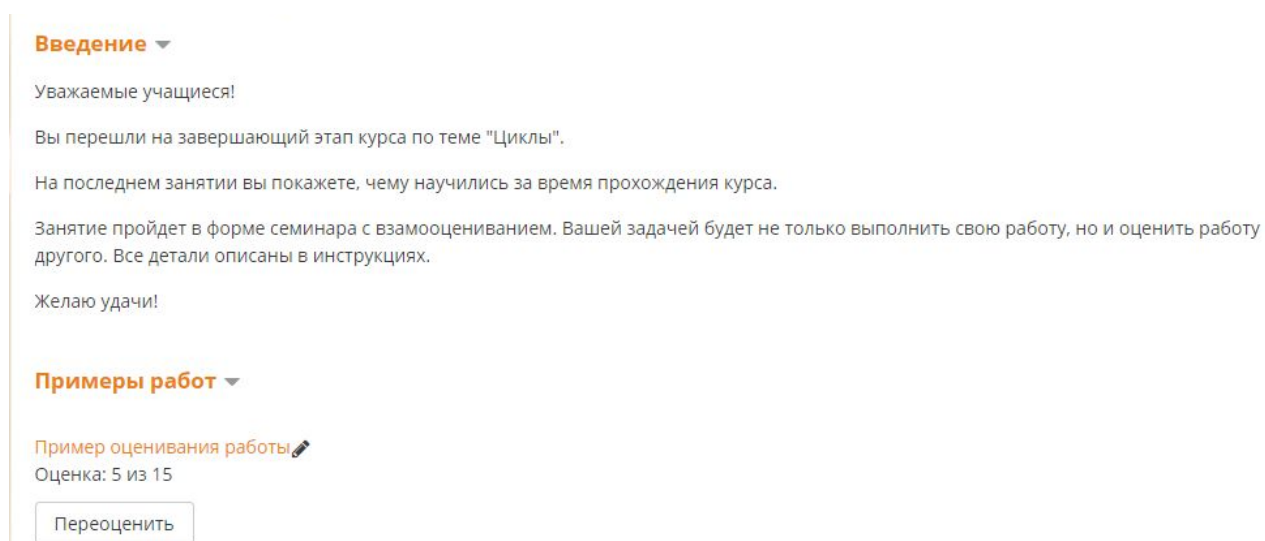 Введение
Уважаемые учащиеся!
Вы перешли на завершающий этап курса по теме "Циклы".
На последнем занятии вы покажете, чему научились за время прохождения курса.
Занятие пройдет в форме семинара с взамооцениванием. Вашей задачей будет не только выполнить свою работу, но и оценить работу
другого. Все детали описаны в инструкциях.
Желаю удачи!
Примеры работ
Пример оценивания работы
Оценка: 5 из 15
Переоценить